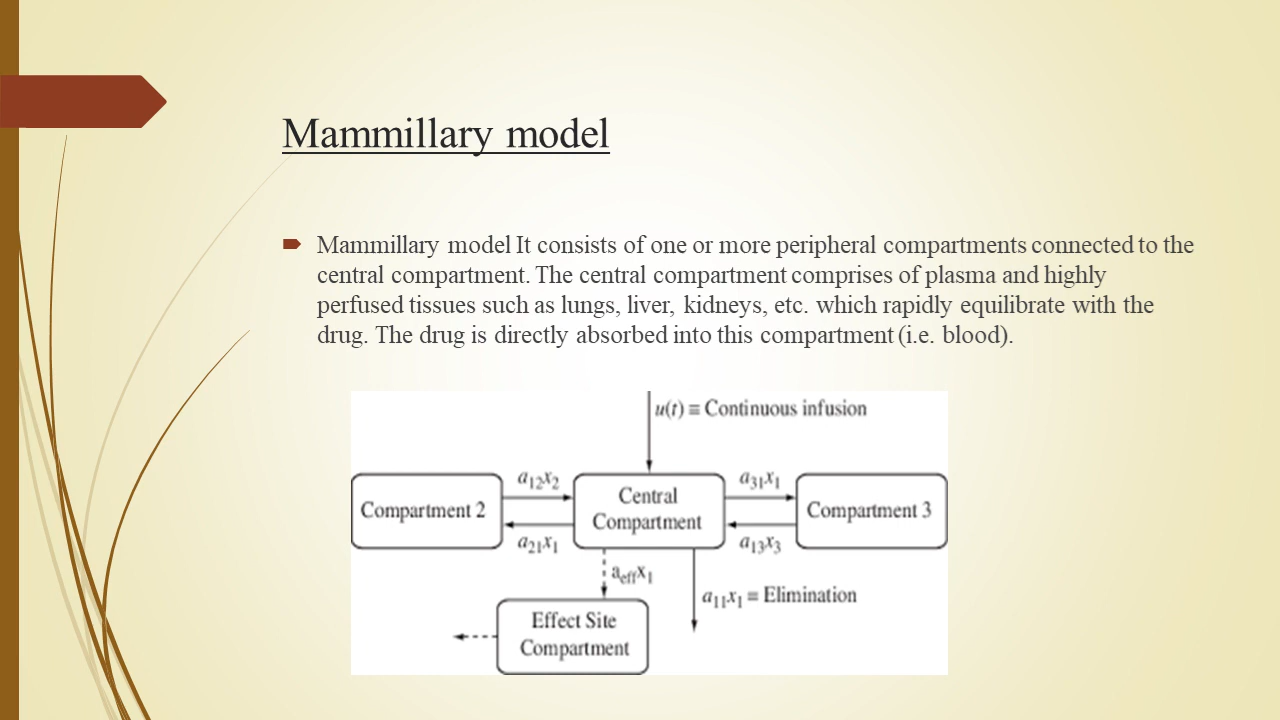 Mammillary model
Mammillary model It consists of one or more peripheral compartments connected to the
central compartment. The central compartment comprises of plasma and highly
perfused tissues such as lungs, liver, kidneys, etc. which rapidly equilibrate with the
drug. The drug is directly absorbed into this compartment (i.e. blood).
u(t) ≡ Continuous infusion
a12x2
a31x1
Compartment 2
Central
Compartment
Compartment 3
a21x1
a13x3
aeffx1
a11x1 ≡ Elimination
Effect Site
Compartment